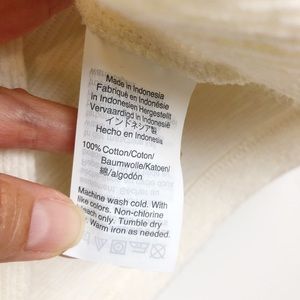 Made in Indonesia
Fabriqué en Indonésie
in Indonesien Hergestellt
Vervaardigd in Indonesië
インドネシア製
Hecho en Indonesia
100% Cotton/Coton/
Baumwolle/Katoen/
綿/algodón
Machine wash cold. With
like colors. Non-chlorine
bleach only. Tumble dry
Warm iron as needed.